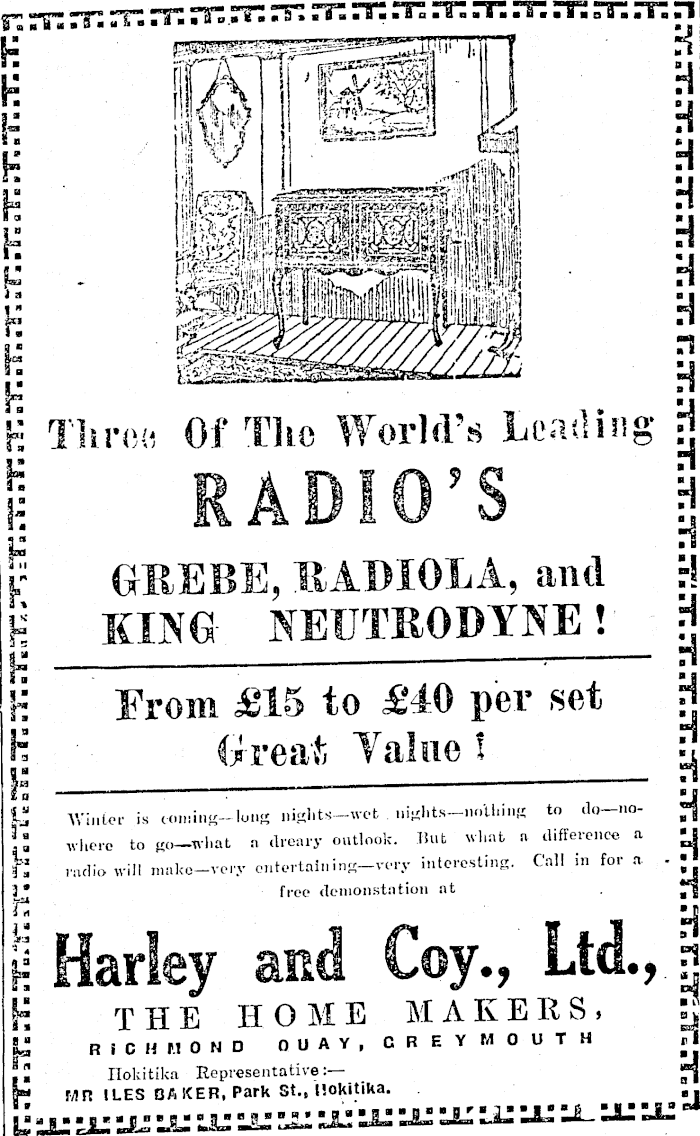 Three Of The World's Leading
RADIO'S
GREBE, RADIOLA, and
KING NEUTRODYNE!
From £15 to £40 per set
Great Value!
Winter is coming—long nights—wet nights—nothing to do—no-
where to go—what a dreary outlook. But what a difference a
radio will make—very entertaining—very interesting. Call in for a
free demonstation at
Harley and Coy., Ltd.,
THE HOME MAKERS,
RICHMOND QUAY, GREYMOUTH
Hokitika Representative:—
MR ILES BAKER, Park St., Hokitika.